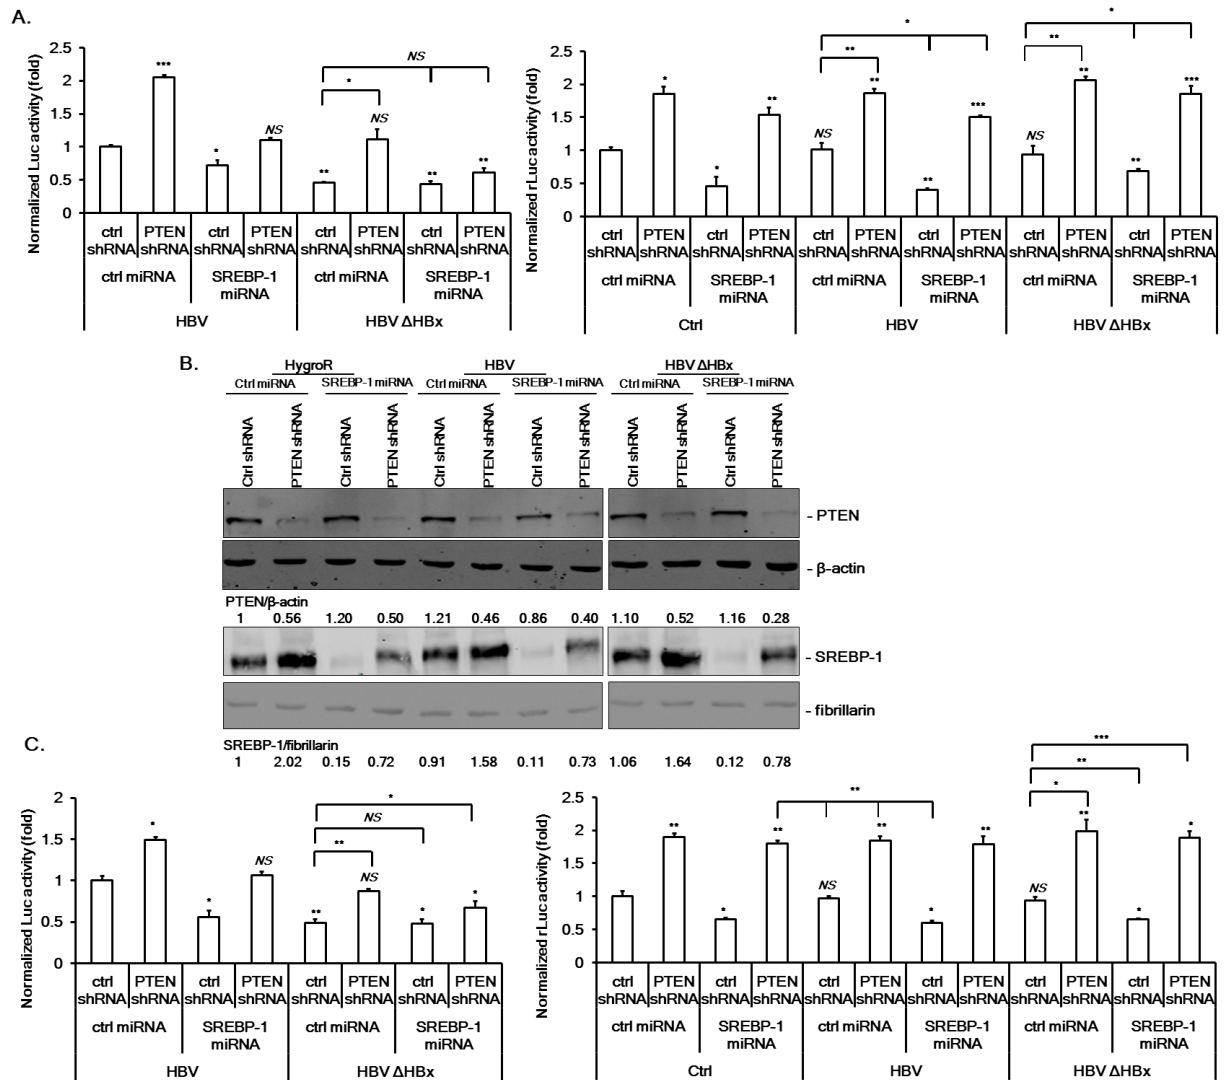 A.
Normalized Luc activity (fold)
2.5
2
1.5
1
0.5
0
***
*
NS
**
*
NS
NS
**
**
ctrl shRNA
PTEN shRNA
ctrl shRNA
PTEN shRNA
ctrl shRNA
PTEN shRNA
ctrl shRNA
PTEN shRNA
ctrl miRNA
SREBP-1 miRNA
ctrl miRNA
SREBP-1 miRNA
HBV
HBV ΔHBx
Normalized rLuc activity (fold)
2.5
2
1.5
1
0.5
0
*
*
**
NS
**
**
*
**
***
NS
**
**
*
**
***
ctrl shRNA
PTEN shRNA
ctrl shRNA
PTEN shRNA
ctrl shRNA
PTEN shRNA
ctrl shRNA
PTEN shRNA
ctrl shRNA
PTEN shRNA
ctrl shRNA
PTEN shRNA
ctrl miRNA
SREBP-1 miRNA
ctrl miRNA
SREBP-1 miRNA
ctrl miRNA
SREBP-1 miRNA
Ctrl
HBV
HBV ΔHBx
B.
HygroR
HBV
HBV ΔHBx
Ctrl miRNA
SREBP-1 miRNA
Ctrl miRNA
SREBP-1 miRNA
Ctrl miRNA
SREBP-1 miRNA
Ctrl shRNA
PTEN shRNA
Ctrl shRNA
PTEN shRNA
Ctrl shRNA
PTEN shRNA
Ctrl shRNA
PTEN shRNA
Ctrl shRNA
PTEN shRNA
Ctrl shRNA
PTEN shRNA
- PTEN
- β-actin
PTEN/β-actin
1 0.56 1.20 0.50 1.21 0.46 0.86 0.40 1.10 0.52 1.16 0.28
- SREBP-1
- fibrillarin
SREBP-1/fibrillarin
1 2.02 0.15 0.72 0.91 1.58 0.11 0.73 1.06 1.64 0.12 0.78
C.
Normalized Luc activity (fold)
2
1.5
1
0.5
0
*
*
NS
**
**
NS
NS
*
*
*
ctrl shRNA
PTEN shRNA
ctrl shRNA
PTEN shRNA
ctrl shRNA
PTEN shRNA
ctrl shRNA
PTEN shRNA
ctrl miRNA
SREBP-1 miRNA
ctrl miRNA
SREBP-1 miRNA
HBV
HBV ΔHBx
Normalized rLuc activity (fold)
2.5
2
1.5
1
0.5
0
**
*
**
**
NS
**
*
**
NS
*
**
**
*
***
*
ctrl shRNA
PTEN shRNA
ctrl shRNA
PTEN shRNA
ctrl shRNA
PTEN shRNA
ctrl shRNA
PTEN shRNA
ctrl shRNA
PTEN shRNA
ctrl shRNA
PTEN shRNA
ctrl miRNA
SREBP-1 miRNA
ctrl miRNA
SREBP-1 miRNA
ctrl miRNA
SREBP-1 miRNA
Ctrl
HBV
HBV ΔHBx